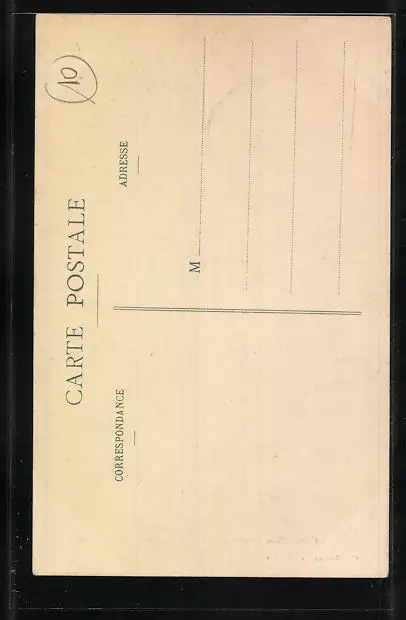 10
CARTE POSTALE
CORRESPONDANCE
ADRESSE
M